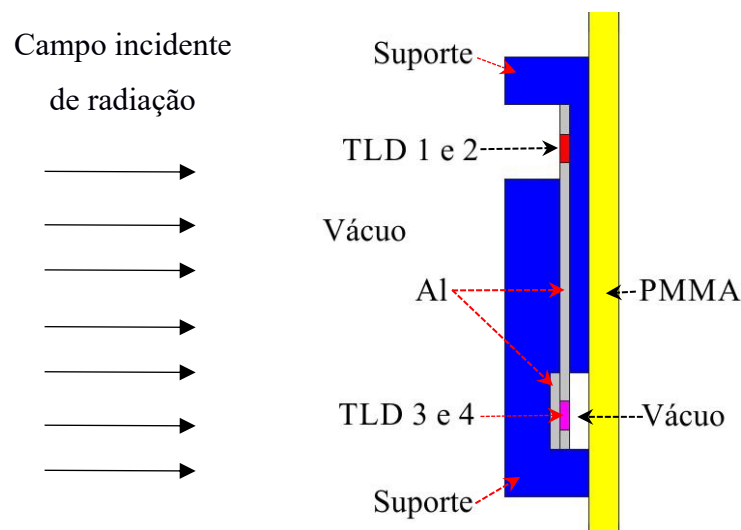 Campo incidente
de radiação
Suporte
TLD 1 e 2
Vácuo
Al
PMMA
TLD 3 e 4
Vácuo
Suporte